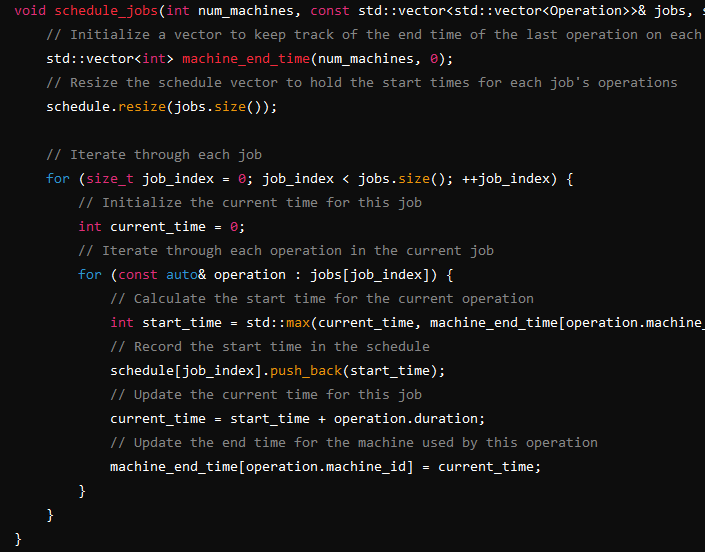 void schedule_jobs(int num_machines, const std::vector<std::vector<Operation>>& jobs, s
// Initialize a vector to keep track of the end time of the last operation on each
std::vector<int> machine_end_time(num_machines, 0);
// Resize the schedule vector to hold the start times for each job's operations
schedule.resize(jobs.size());
// Iterate through each job
for (size_t job_index = 0; job_index < jobs.size(); ++job_index) {
// Initialize the current time for this job
int current_time = 0;
// Iterate through each operation in the current job
for (const auto& operation : jobs[job_index]) {
// Calculate the start time for the current operation
int start_time = std::max(current_time, machine_end_time[operation.machine_
// Record the start time in the schedule
schedule[job_index].push_back(start_time);
// Update the current time for this job
current_time = start_time + operation.duration;
// Update the end time for the machine used by this operation
machine_end_time[operation.machine_id] = current_time;
}
}
}